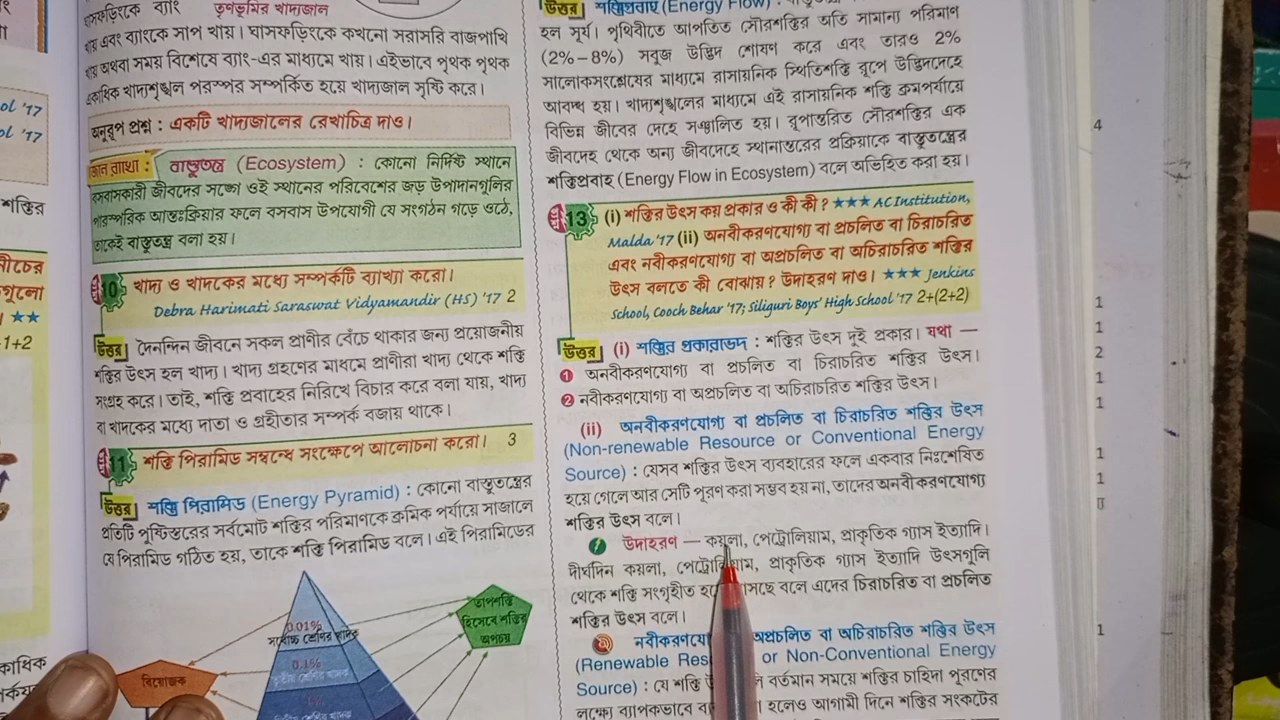 ঘাসফড়িংকে ব্যাং
তৃণভূমির খাদ্যজাল
খায় এবং ব্যাংকে সাপ খায়। ঘাসফড়িংকে কখনো সরাসরি বাজপাখি
খায় অথবা সময় বিশেষে ব্যাং-এর মাধ্যমে খায়। এইভাবে পৃথক পৃথক
একাধিক খাদ্যশৃঙ্খল পরস্পর সম্পর্কিত হয়ে খাদ্যজাল সৃষ্টি করে।
অনুরূপ প্রশ্ন : একটি খাদ্যজালের রেখাচিত্র দাও।
জেনে রাখো : বাস্তুতন্ত্র (Ecosystem) : কোনো নির্দিষ্ট স্থানে
বসবাসকারী জীবদের সঙ্গে ওই স্থানের পরিবেশের জড় উপাদানগুলির
পারস্পরিক আন্তঃক্রিয়ার ফলে বসবাস উপযোগী যে সংগঠন গড়ে ওঠে,
তাকেই বাস্তুতন্ত্র বলা হয়।
10 খাদ্য ও খাদকের মধ্যে সম্পর্কটি ব্যাখ্যা করো।
Debra Harimati Saraswat Vidyamandir (HS) '17 2
উত্তর দৈনন্দিন জীবনে সকল প্রাণীর বেঁচে থাকার জন্য প্রয়োজনীয়
শক্তির উৎস হল খাদ্য। খাদ্য গ্রহণের মাধ্যমে প্রাণীরা খাদ্য থেকে শক্তি
সংগ্রহ করে। তাই, শক্তি প্রবাহের নিরিখে বিচার করে বলা যায়, খাদ্য
বা খাদকের মধ্যে দাতা ও গ্রহীতার সম্পর্ক বজায় থাকে।
11 শক্তি পিরামিড সম্বন্ধে সংক্ষেপে আলোচনা করো। 3
উত্তর শক্তি পিরামিড (Energy Pyramid) : কোনো বাস্তুতন্ত্রের
প্রতিটি পুষ্টিস্তরের সর্বমোট শক্তির পরিমাণকে ক্রমিক পর্যায়ে সাজালে
যে পিরামিড গঠিত হয়, তাকে শক্তি পিরামিড বলে। এই পিরামিডের
0.01%
সর্বোচ্চ শ্রেণির খাদক
0.1%
তাপশক্তি
হিসেবে শক্তির
অপচয়
বিয়োজক
উত্তর শক্তিপ্রবাহ (Energy Flow) :
হল সূর্য। পৃথিবীতে আপতিত সৌরশক্তির অতি সামান্য পরিমাণ
(2%–8%) সবুজ উদ্ভিদ শোষণ করে এবং তারও 2%
সালোকসংশ্লেষের মাধ্যমে রাসায়নিক স্থিতিশক্তি রূপে উদ্ভিদদেহে
আবদ্ধ হয়। খাদ্যশৃঙ্খলের মাধ্যমে এই রাসায়নিক শক্তি ক্রমপর্যায়ে
বিভিন্ন জীবের দেহে সঞ্চালিত হয়। রূপান্তরিত সৌরশক্তির এক
জীবদেহ থেকে অন্য জীবদেহে স্থানান্তরের প্রক্রিয়াকে বাস্তুতন্ত্রের
শক্তিপ্রবাহ (Energy Flow in Ecosystem) বলে অভিহিত করা হয়।
13 (i) শক্তির উৎস কয় প্রকার ও কী কী? ★★★ AC Institution,
Malda '17 (ii) অনবীকরণযোগ্য বা প্রচলিত বা চিরাচরিত
এবং নবীকরণযোগ্য বা অপ্রচলিত বা অচিরাচরিত শক্তির
উৎস বলতে কী বোঝায়? উদাহরণ দাও। ★★★ Jenkins
School, Cooch Behar '17; Siliguri Boys' High School '17 2+(2+2)
উত্তর (i) শক্তির প্রকারভেদ : শক্তির উৎস দুই প্রকার। যথা —
1 অনবীকরণযোগ্য বা প্রচলিত বা চিরাচরিত শক্তির উৎস।
2 নবীকরণযোগ্য বা অপ্রচলিত বা অচিরাচরিত শক্তির উৎস।
(ii) অনবীকরণযোগ্য বা প্রচলিত বা চিরাচরিত শক্তির উৎস
(Non-renewable Resource or Conventional Energy
Source) : যেসব শক্তির উৎস ব্যবহারের ফলে একবার নিঃশেষিত
হয়ে গেলে আর সেটি পূরণ করা সম্ভব হয় না, তাদের অনবীকরণযোগ্য
শক্তির উৎস বলে।
উদাহরণ — কয়লা, পেট্রোলিয়াম, প্রাকৃতিক গ্যাস ইত্যাদি।
দীর্ঘদিন কয়লা, পেট্রোলিয়াম, প্রাকৃতিক গ্যাস ইত্যাদি উৎসগুলি
থেকে শক্তি সংগৃহীত বলে এদের চিরাচরিত বা প্রচলিত
শক্তির উৎস বলে।
নবীকরণযো অপ্রচলিত বা অচিরাচরিত শক্তির উৎস
(Renewable Res or Non-Conventional Energy
Source) : যে শক্তি বর্তমান সময়ে শক্তির চাহিদা পূরণের
লক্ষ্যে ব্যাপকভাবে হলেও আগামী দিনে শক্তির সংকটের